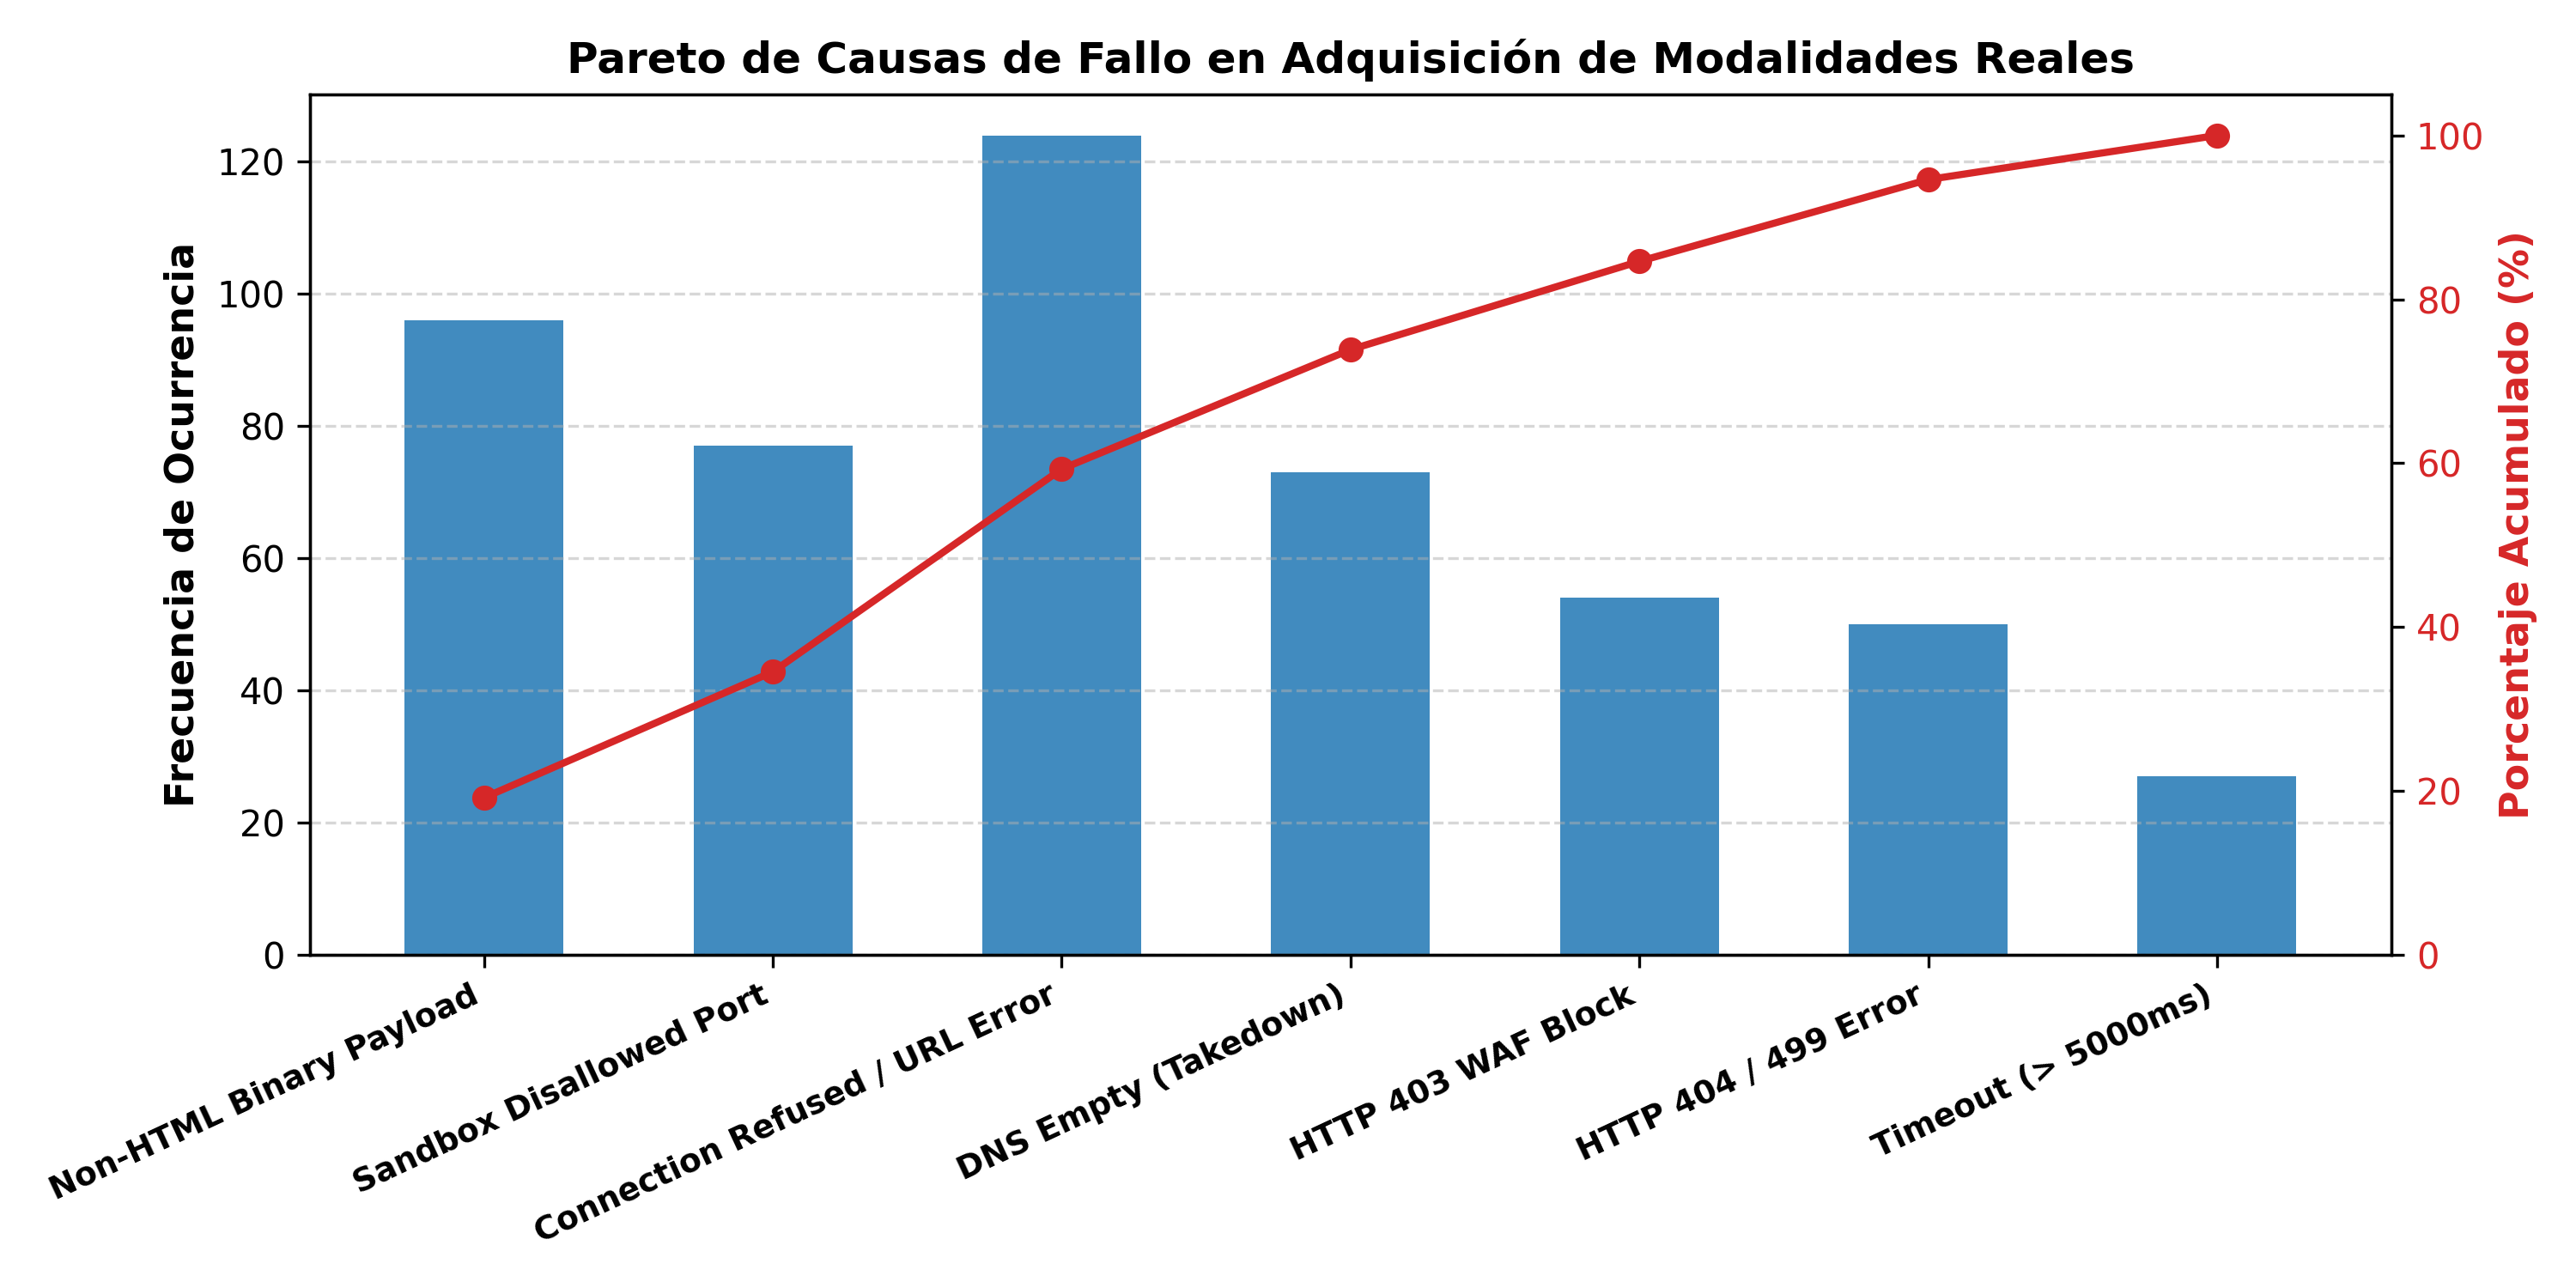 Pareto de Causas de Fallo en Adquisición de Modalidades Reales
Frecuencia de Ocurrencia
120
100
80
60
40
20
0
100
80
60
40
20
0
Porcentaje Acumulado (%)
Non-HTML Binary Payload
Sandbox Disallowed Port
Connection Refused / URL Error
DNS Empty (Takedown)
HTTP 403 WAF Block
HTTP 404 / 499 Error
Timeout (> 5000ms)